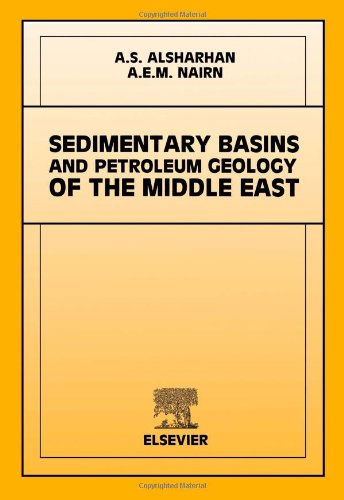 A.S. ALSHARHAN
A.E.M. NAIRN
SEDIMENTARY BASINS
AND PETROLEUM GEOLOGY
OF THE MIDDLE EAST
ELSEVIER